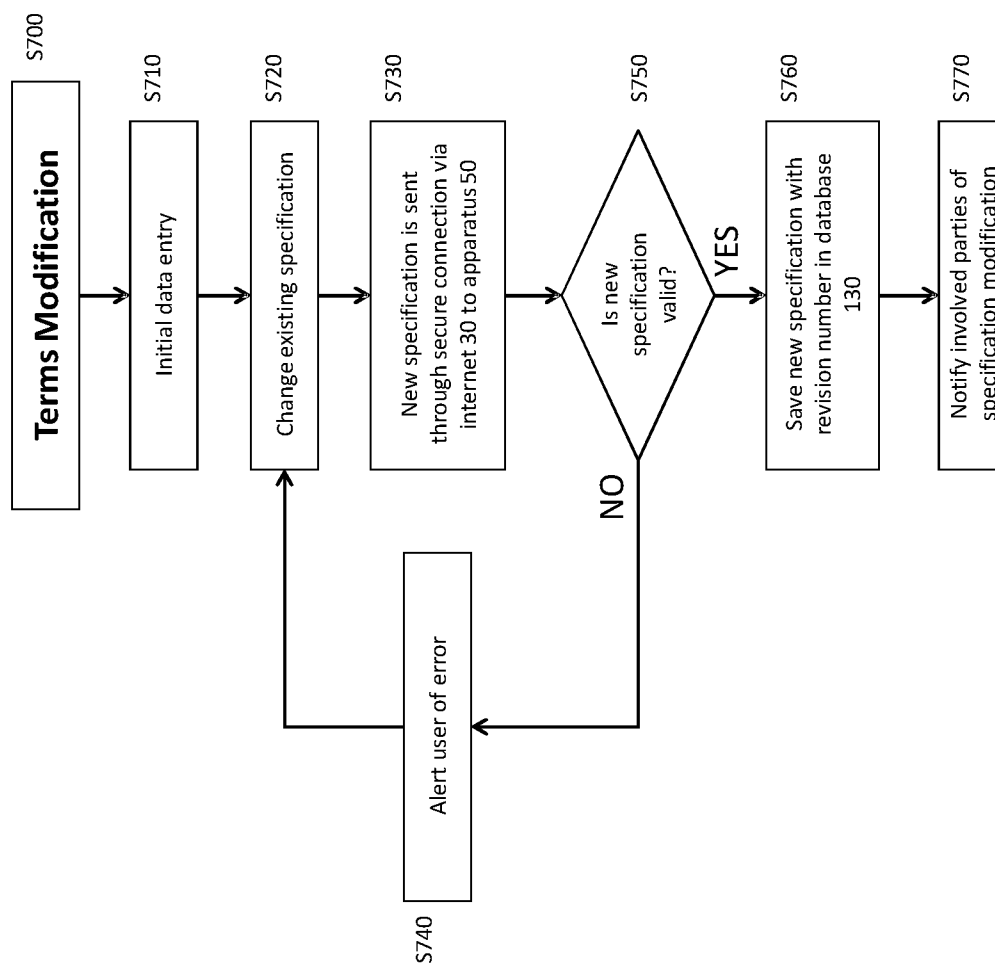 Terms Modification
S700
Initial data entry
S710
Change existing specification
S720
New specification is sent
through secure connection via
internet 30 to apparatus 50
S730
Alert user of error
S740
Is new
specification
valid?
S750
NO
YES
Save new specification with
revision number in database
130
S760
Notify involved parties of
specification modification
S770